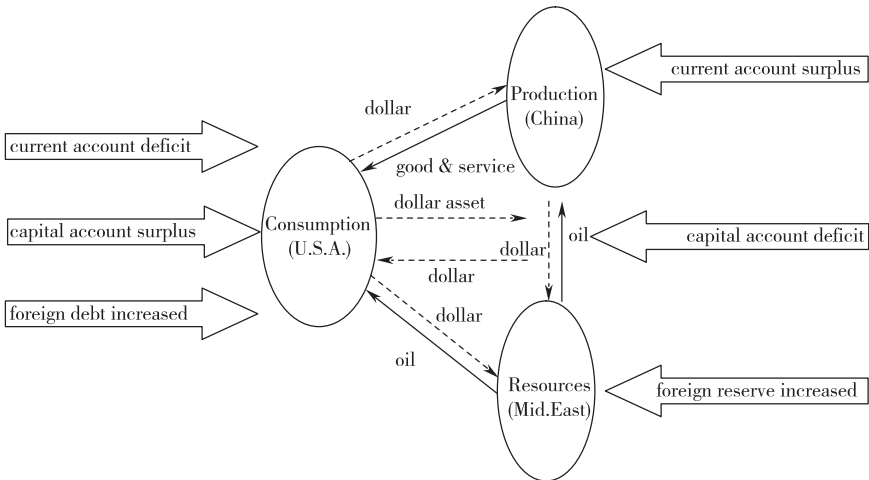 current account surplus
Production
(China)
dollar
current account deficit
good & service
dollar asset
Consumption
(U.S.A.)
capital account surplus
oil
capital account deficit
dollar
dollar
foreign debt increased
dollar
oil
Resources
(Mid.East)
foreign reserve increased